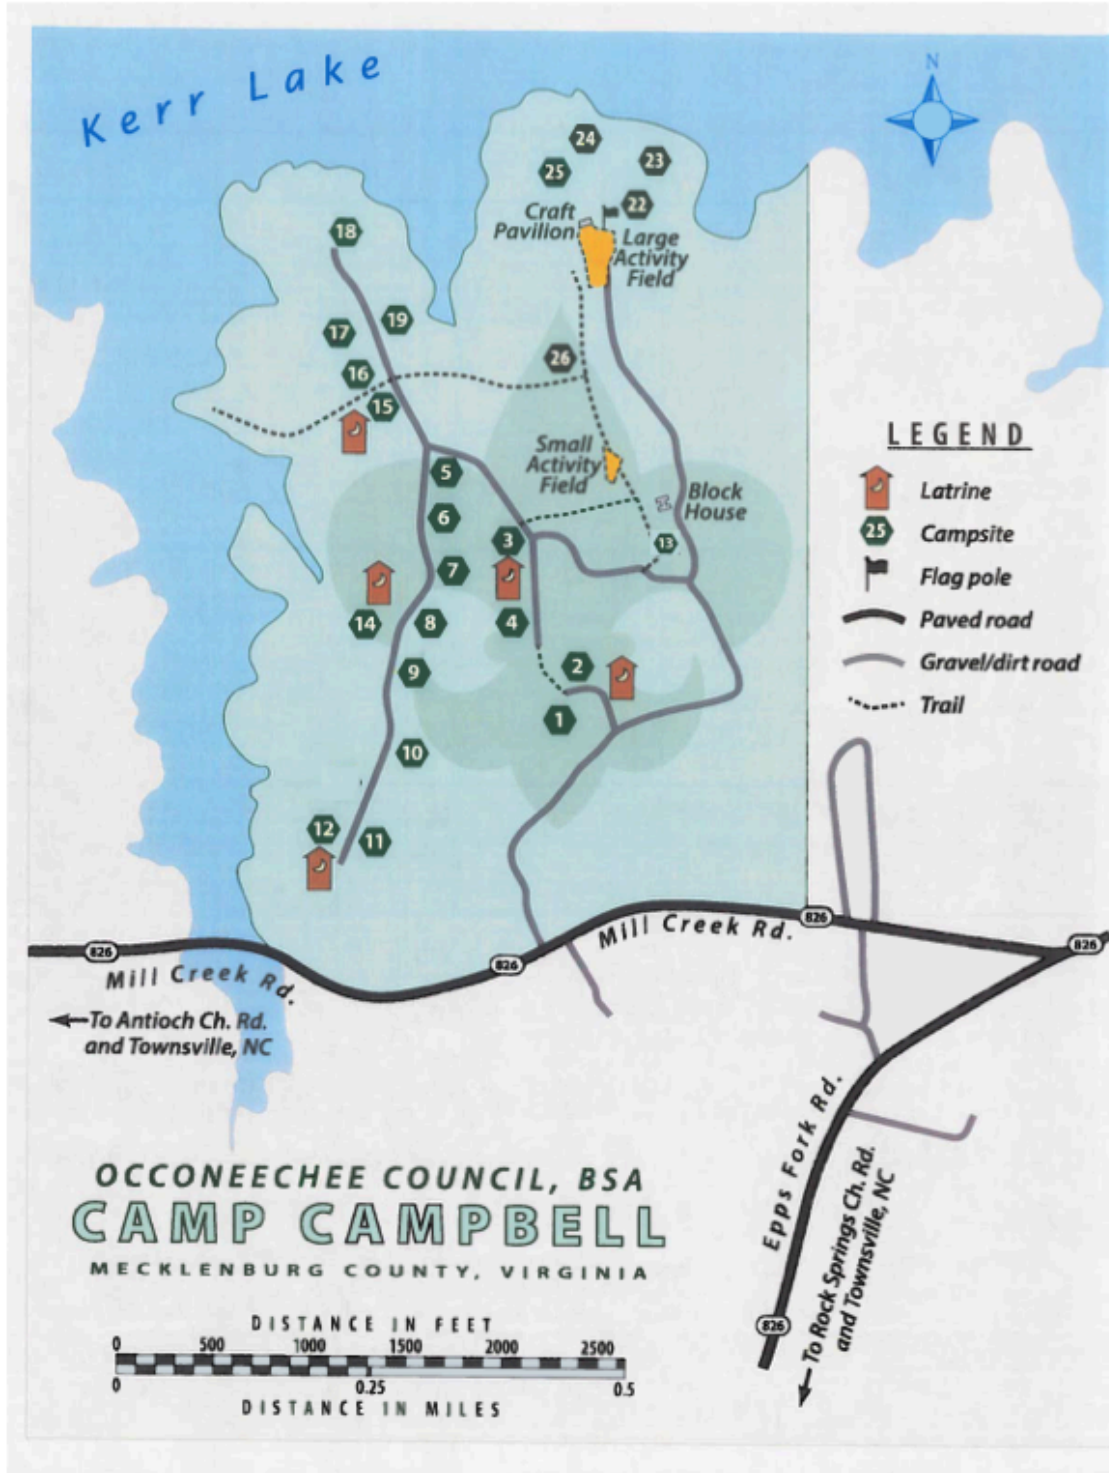 Kerr Lake
N
24
25
23
22
Craft
Pavilion
Large
Activity
Field
18
19
17
16
15
26
Small
Activity
Field
5
6
Block
House
3
13
7
14
8
4
2
9
1
10
12
11
LEGEND
Latrine
25 Campsite
Flag pole
Paved road
Gravel/dirt road
Trail
826
Mill Creek Rd.
826
Mill Creek Rd.
826
826
To Antioch Ch. Rd.
and Townsville, NC
Epps Fork Rd.
826
To Rock Springs Ch. Rd.
and Townsville, NC
OCCONEECHEE COUNCIL, BSA
CAMP CAMPBELL
MECKLENBURG COUNTY, VIRGINIA
DISTANCE IN FEET
0 500 1000 1500 2000 2500
0 0.25 0.5
DISTANCE IN MILES